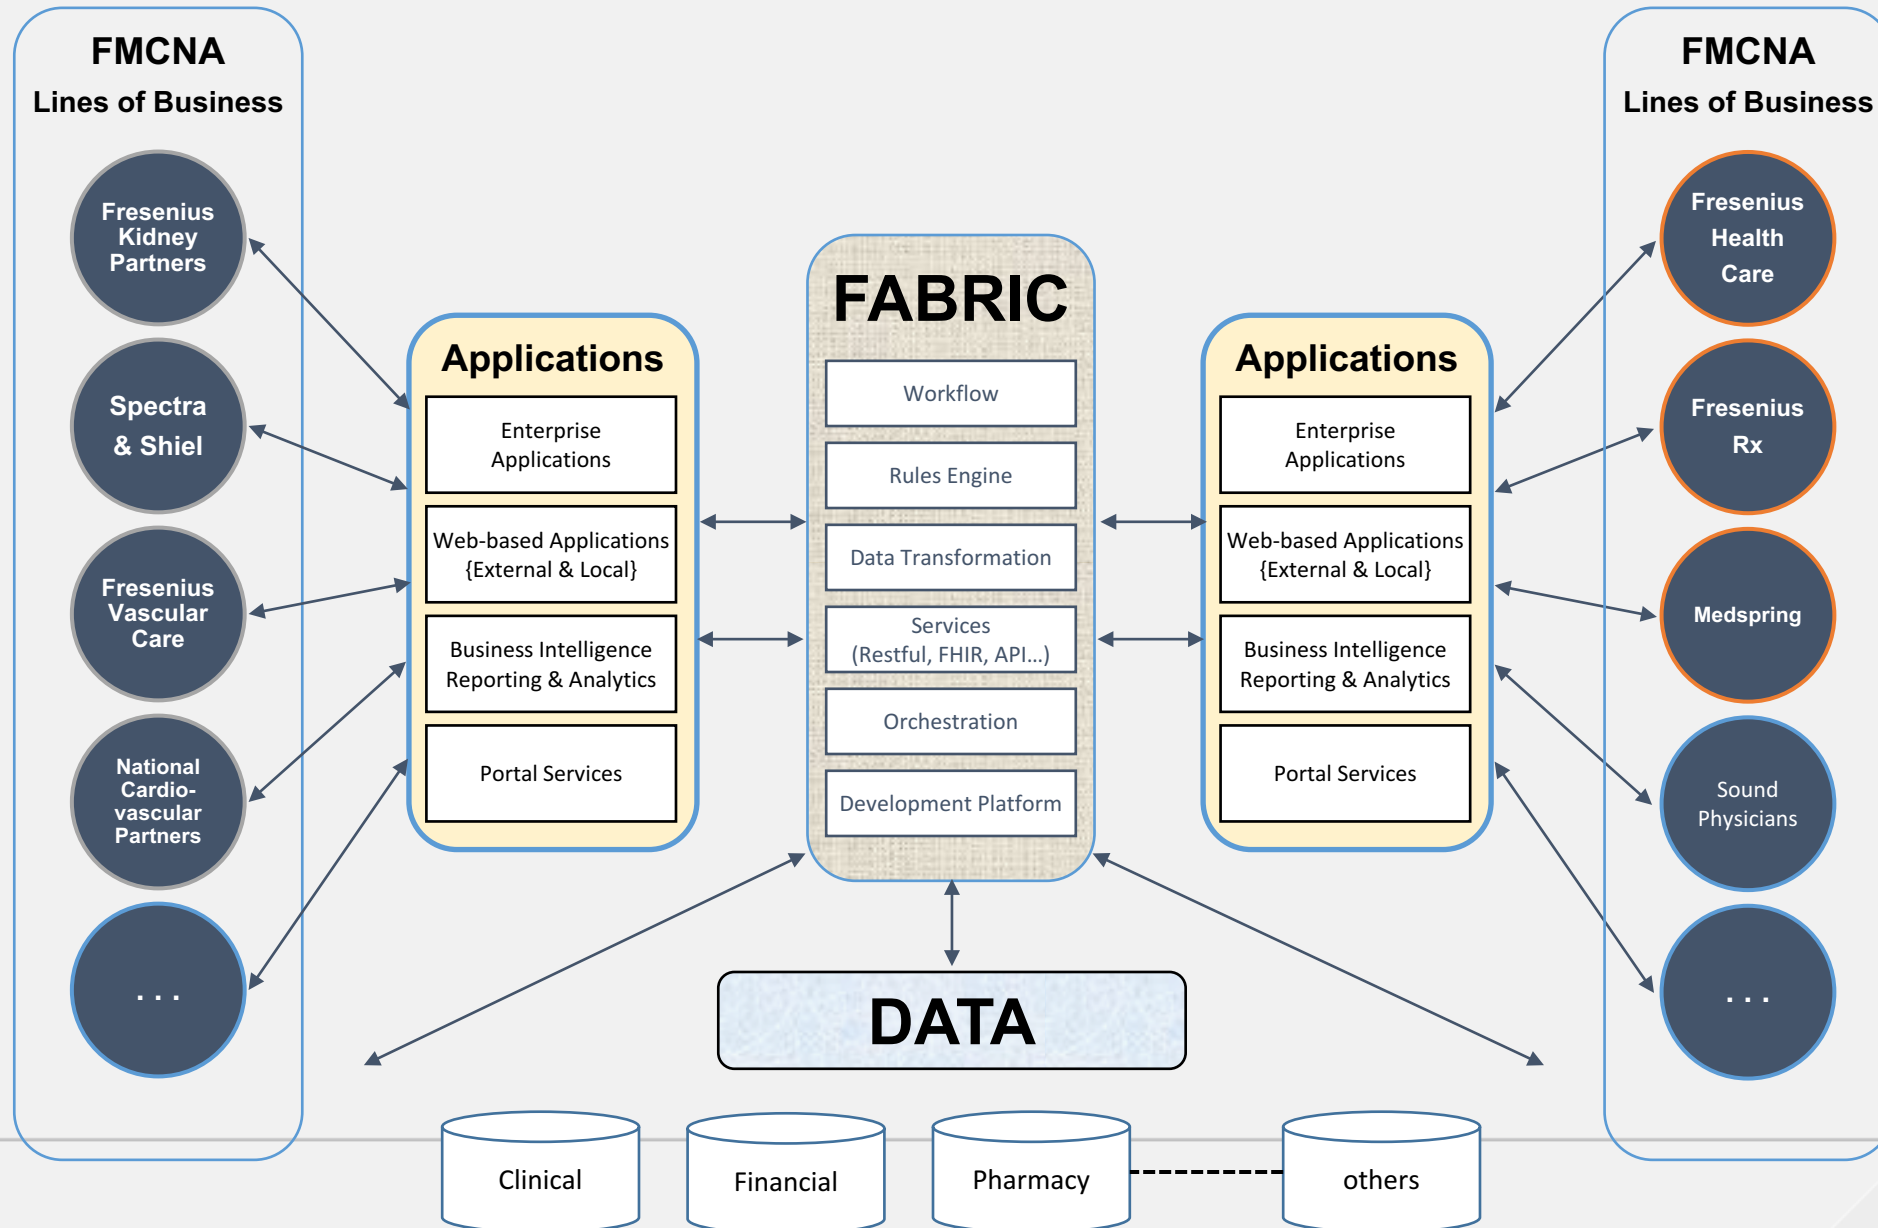 FMCNA
Lines of Business
Fresenius
Kidney
Partners
Spectra
& Shiel
Fresenius
Vascular
Care
National
Cardio-
vascular
Partners
. . .
Applications
Enterprise
Applications
Web-based Applications
{External & Local}
Business Intelligence
Reporting & Analytics
Portal Services
FABRIC
Workflow
Rules Engine
Data Transformation
Services
(Restful, FHIR, API...)
Orchestration
Development Platform
Applications
Enterprise
Applications
Web-based Applications
{External & Local}
Business Intelligence
Reporting & Analytics
Portal Services
FMCNA
Lines of Business
Fresenius
Health
Care
Fresenius
Rx
Medspring
Sound
Physicians
. . .
DATA
Clinical
Financial
Pharmacy
others